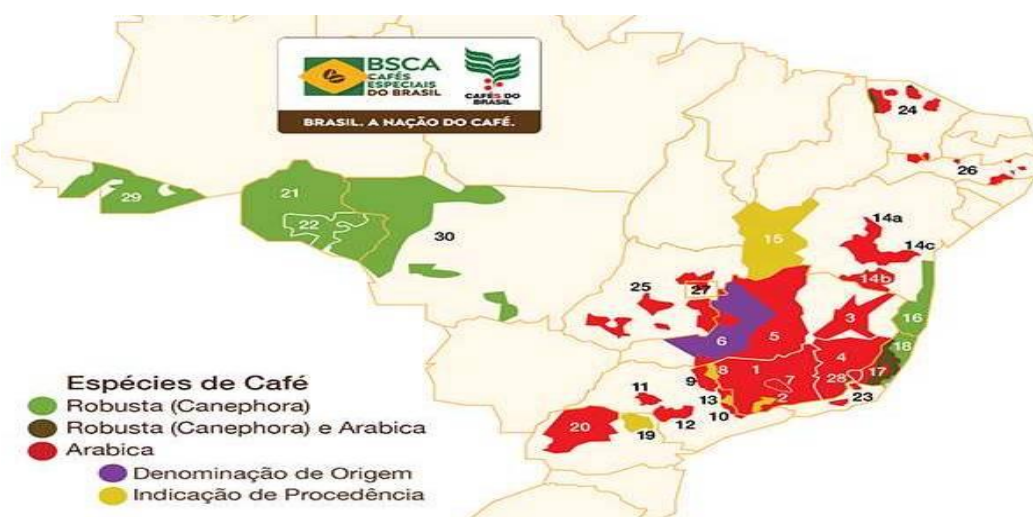 BSCA
CAFÉS
ESPECIAIS
DO BRASIL
CAFÉS DO
BRASIL
BRASIL. A NAÇÃO DO CAFÉ.
24
26
29
21
22
30
15
14a
14c
14b
25
27
3
16
5
6
4
18
8
1
7
28
17
9
2
23
11
13
10
12
20
19
Espécies de Café
Robusta (Canephora)
Robusta (Canephora) e Arabica
Arabica
Denominação de Origem
Indicação de Procedência